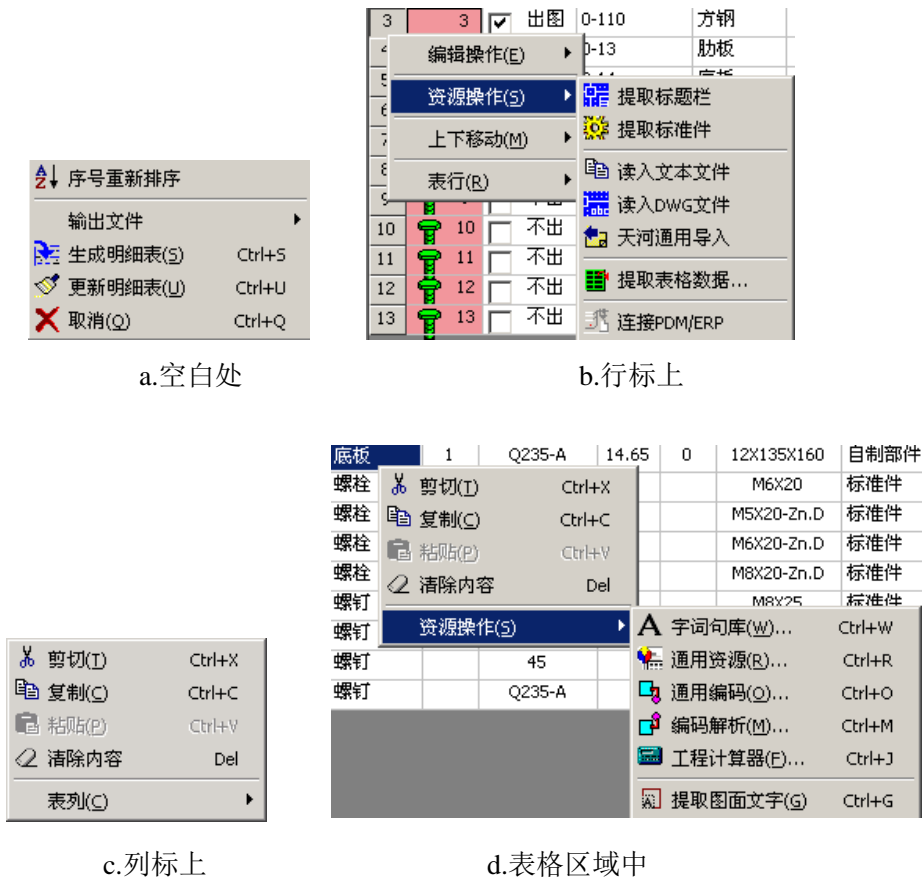 3 3 出图 0-110 方钢
编辑操作(E) 0-13 肋板
资源操作(S) 提取标题栏
提取标准件
上下移动(M)
读入文本文件
表行(R) 读入DWG文件
10 10 不出 天河通用导入
11 11 不出
12 12 不出 提取表格数据...
13 13 不出 连接PDM/ERP
序号重新排序
输出文件
生成明细表(S) Ctrl+S
更新明细表(U) Ctrl+U
取消(Q) Ctrl+Q
a.空白处 b.行标上
底板 1 Q235-A 14.65 0 12X135X160 自制部件
螺栓 剪切(T) Ctrl+X M6X20 标准件
螺栓 复制(C) Ctrl+C M5X20-Zn.D 标准件
螺栓 粘贴(P) Ctrl+V M6X20-Zn.D 标准件
螺栓 清除内容 Del M8X20-Zn.D 标准件
螺钉 M8X25 标准件
螺钉 资源操作(S) 字词句库(W)... Ctrl+W
螺钉 45 通用资源(R)... Ctrl+R
螺钉 Q235-A 通用编码(O)... Ctrl+O
编码解析(M)... Ctrl+M
工程计算器(F)... Ctrl+J
提取图面文字(G) Ctrl+G
剪切(T) Ctrl+X
复制(C) Ctrl+C
粘贴(P) Ctrl+V
清除内容 Del
表列(C)
c.列标上 d.表格区域中